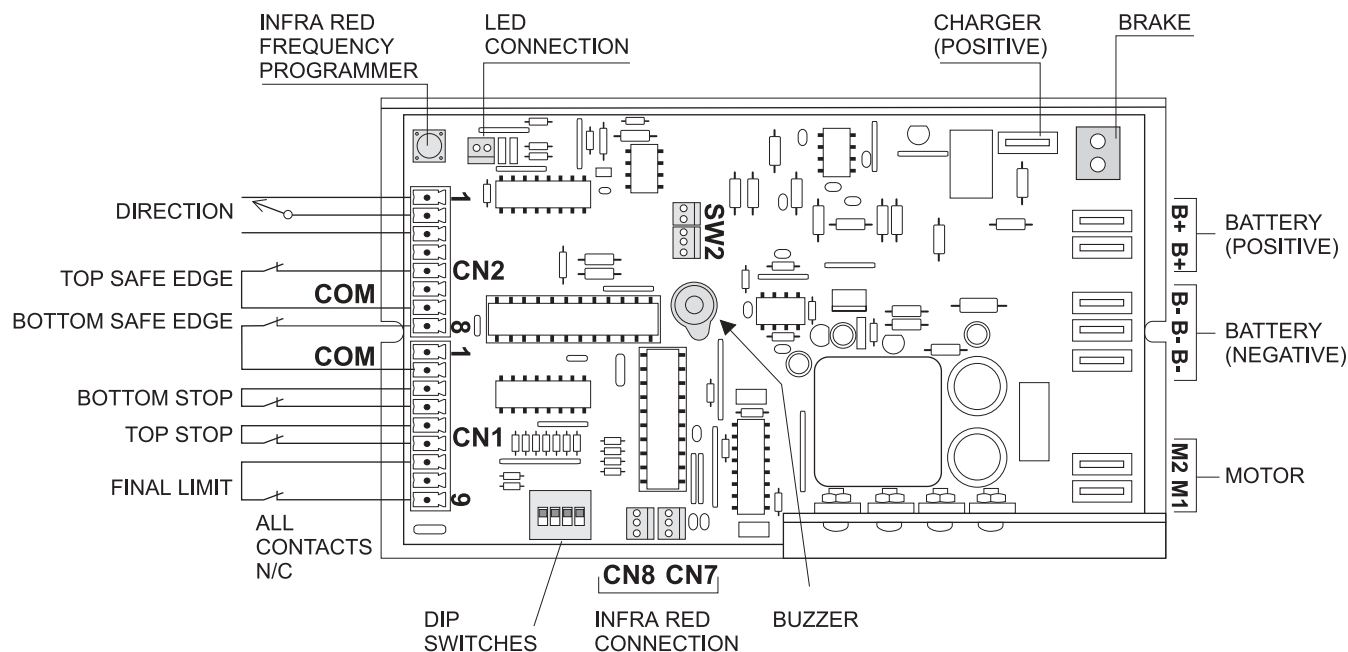 INFRA RED
FREQUENCY
PROGRAMMER
LED
CONNECTION
CHARGER
(POSITIVE)
BRAKE
DIRECTION
TOP SAFE EDGE
COM
BOTTOM SAFE EDGE
COM
BOTTOM STOP
TOP STOP
FINAL LIMIT
ALL
CONTACTS
N/C
1
CN2
8
1
CN1
9
SW2
B+ B+
BATTERY
(POSITIVE)
B- B- B-
BATTERY
(NEGATIVE)
M2 M1
MOTOR
CN8 CN7
DIP
SWITCHES
INFRA RED
CONNECTION
BUZZER